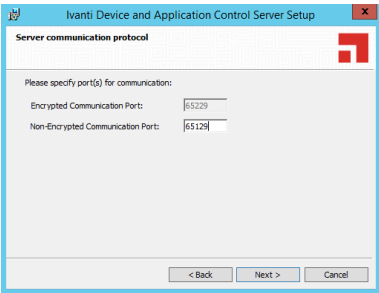 Ivanti Device and Application Control Server Setup
x
Server communication protocol
Please specify port(s) for communication:
Encrypted Communication Port: 65229
Non-Encrypted Communication Port: 65129
< Back Next > Cancel